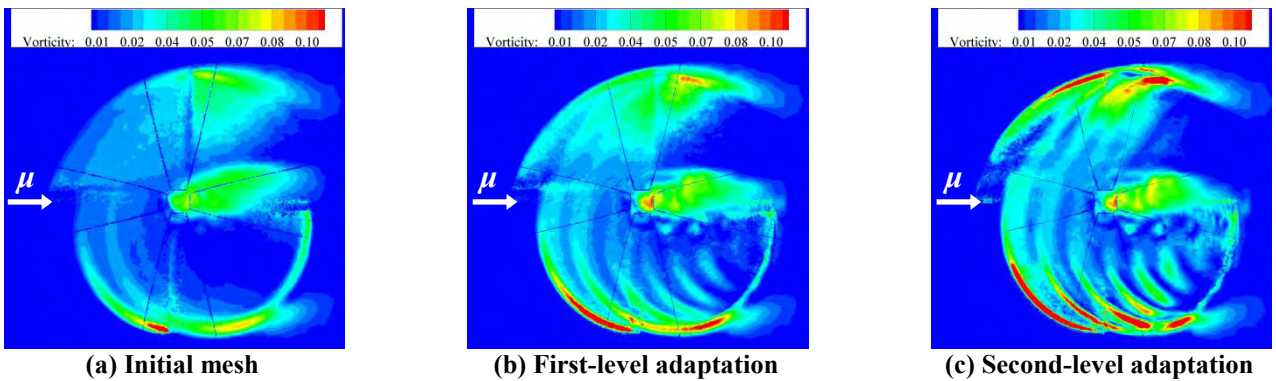 Vorticity: 0.01 0.02 0.04 0.05 0.07 0.08 0.10
Vorticity: 0.01 0.02 0.04 0.05 0.07 0.08 0.10
Vorticity: 0.01 0.02 0.04 0.05 0.07 0.08 0.10
μ
μ
μ
(a) Initial mesh
(b) First-level adaptation
(c) Second-level adaptation